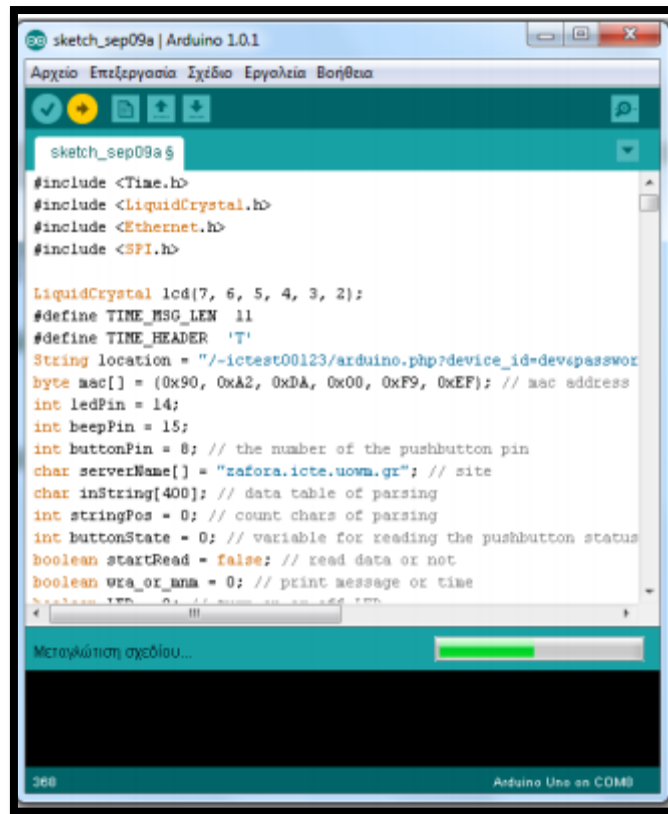 sketch_sep09a | Arduino 1.0.1
Αρχείο Επεξεργασία Σχέδιο Εργαλεία Βοήθεια
sketch_sep09a §
#include <Time.h>
#include <LiquidCrystal.h>
#include <Ethernet.h>
#include <SPI.h>
LiquidCrystal lcd(7, 6, 5, 4, 3, 2);
#define TIME_MSG_LEN 11
#define TIME_HEADER 'T'
String location = "/~ictest00123/arduino.php?device_id=dev&passwor
byte mac[] = {0x90, 0xA2, 0xDA, 0x00, 0xF9, 0xEF}; // mac address
int ledPin = 14;
int beepPin = 15;
int buttonPin = 8; // the number of the pushbutton pin
char serverName[] = "zafora.icte.uowm.gr"; // site
char inString[400]; // data table of parsing
int stringPos = 0; // count chars of parsing
int buttonState = 0; // variable for reading the pushbutton status
boolean startRead = false; // read data or not
boolean wra_or_mnm = 0; // print message or time
Μεταγλώτιση σχεδίου...
368
Arduino Uno on COM8